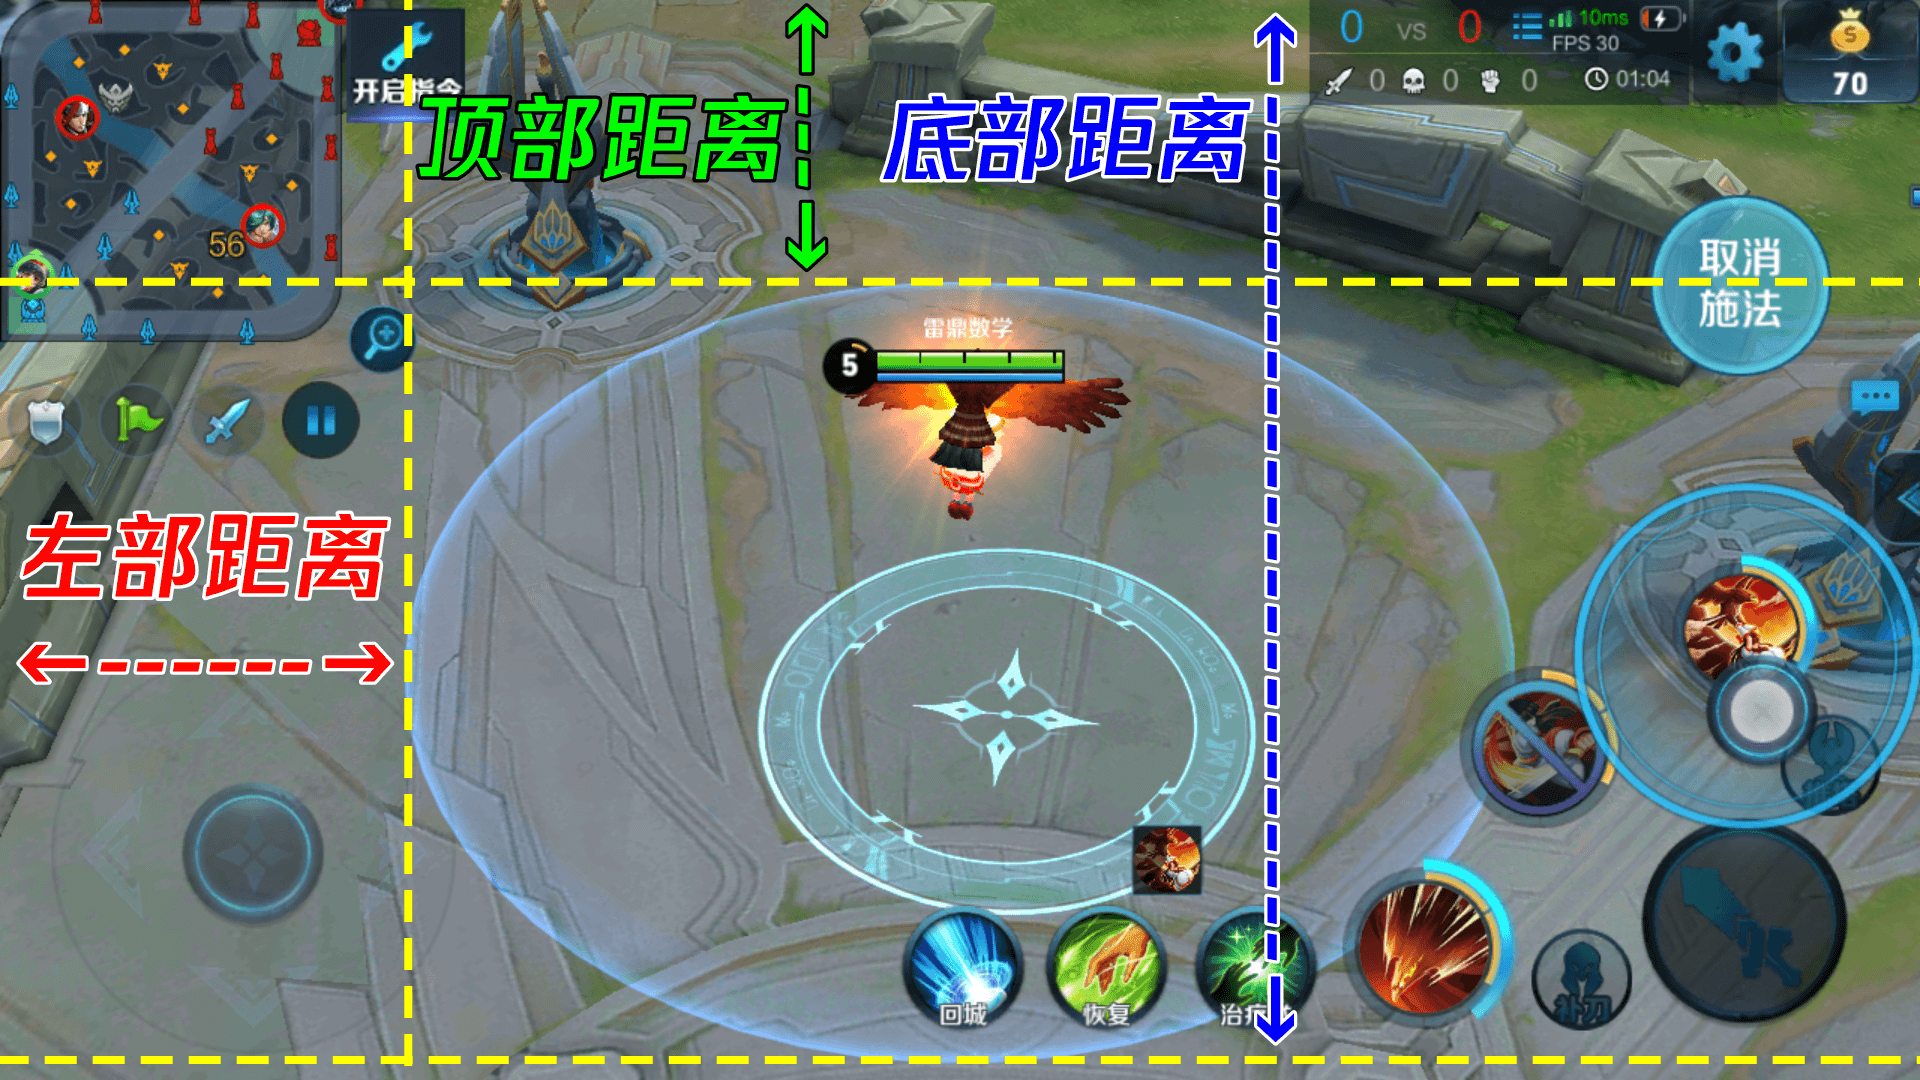 0 VS 0
10ms
FPS 30
0 0 0 01:04
70
开启指令
顶部距离
底部距离
56
取消
施法
雷鼎数学
5
左部距离
回城
恢复
治疗
补刀